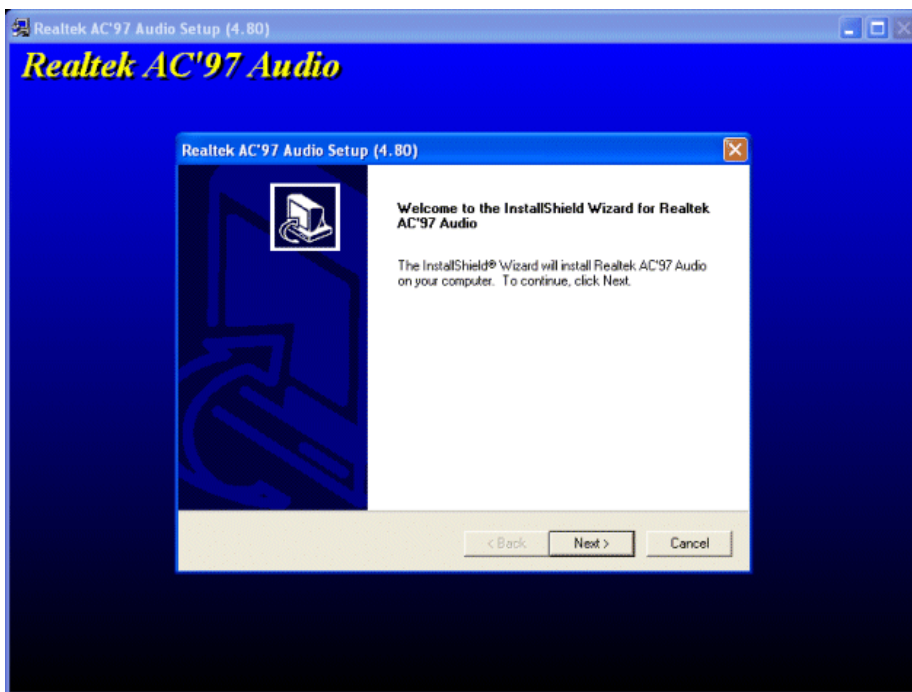 Realtek AC'97 Audio Setup (4.80)
Realtek AC'97 Audio
Realtek AC'97 Audio Setup (4.80)
Welcome to the InstallShield Wizard for Realtek
AC'97 Audio
The InstallShield® Wizard will install Realtek AC'97 Audio
on your computer. To continue, click Next.
< Back Next > Cancel